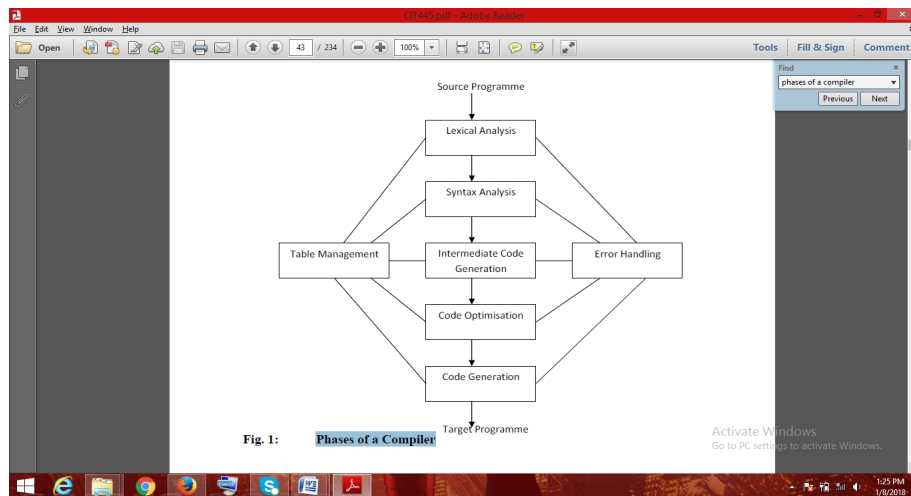 CIT445.pdf - Adobe Reader
File Edit View Window Help
Open 43 / 234 100% Tools Fill & Sign Comment
Find
phases of a compiler
Previous Next
Source Programme
Lexical Analysis
Syntax Analysis
Table Management
Intermediate Code
Generation
Error Handling
Code Optimisation
Code Generation
Target Programme
Fig. 1: Phases of a Compiler
Activate Windows
Go to PC settings to activate Windows.
1:25 PM
1/8/2018